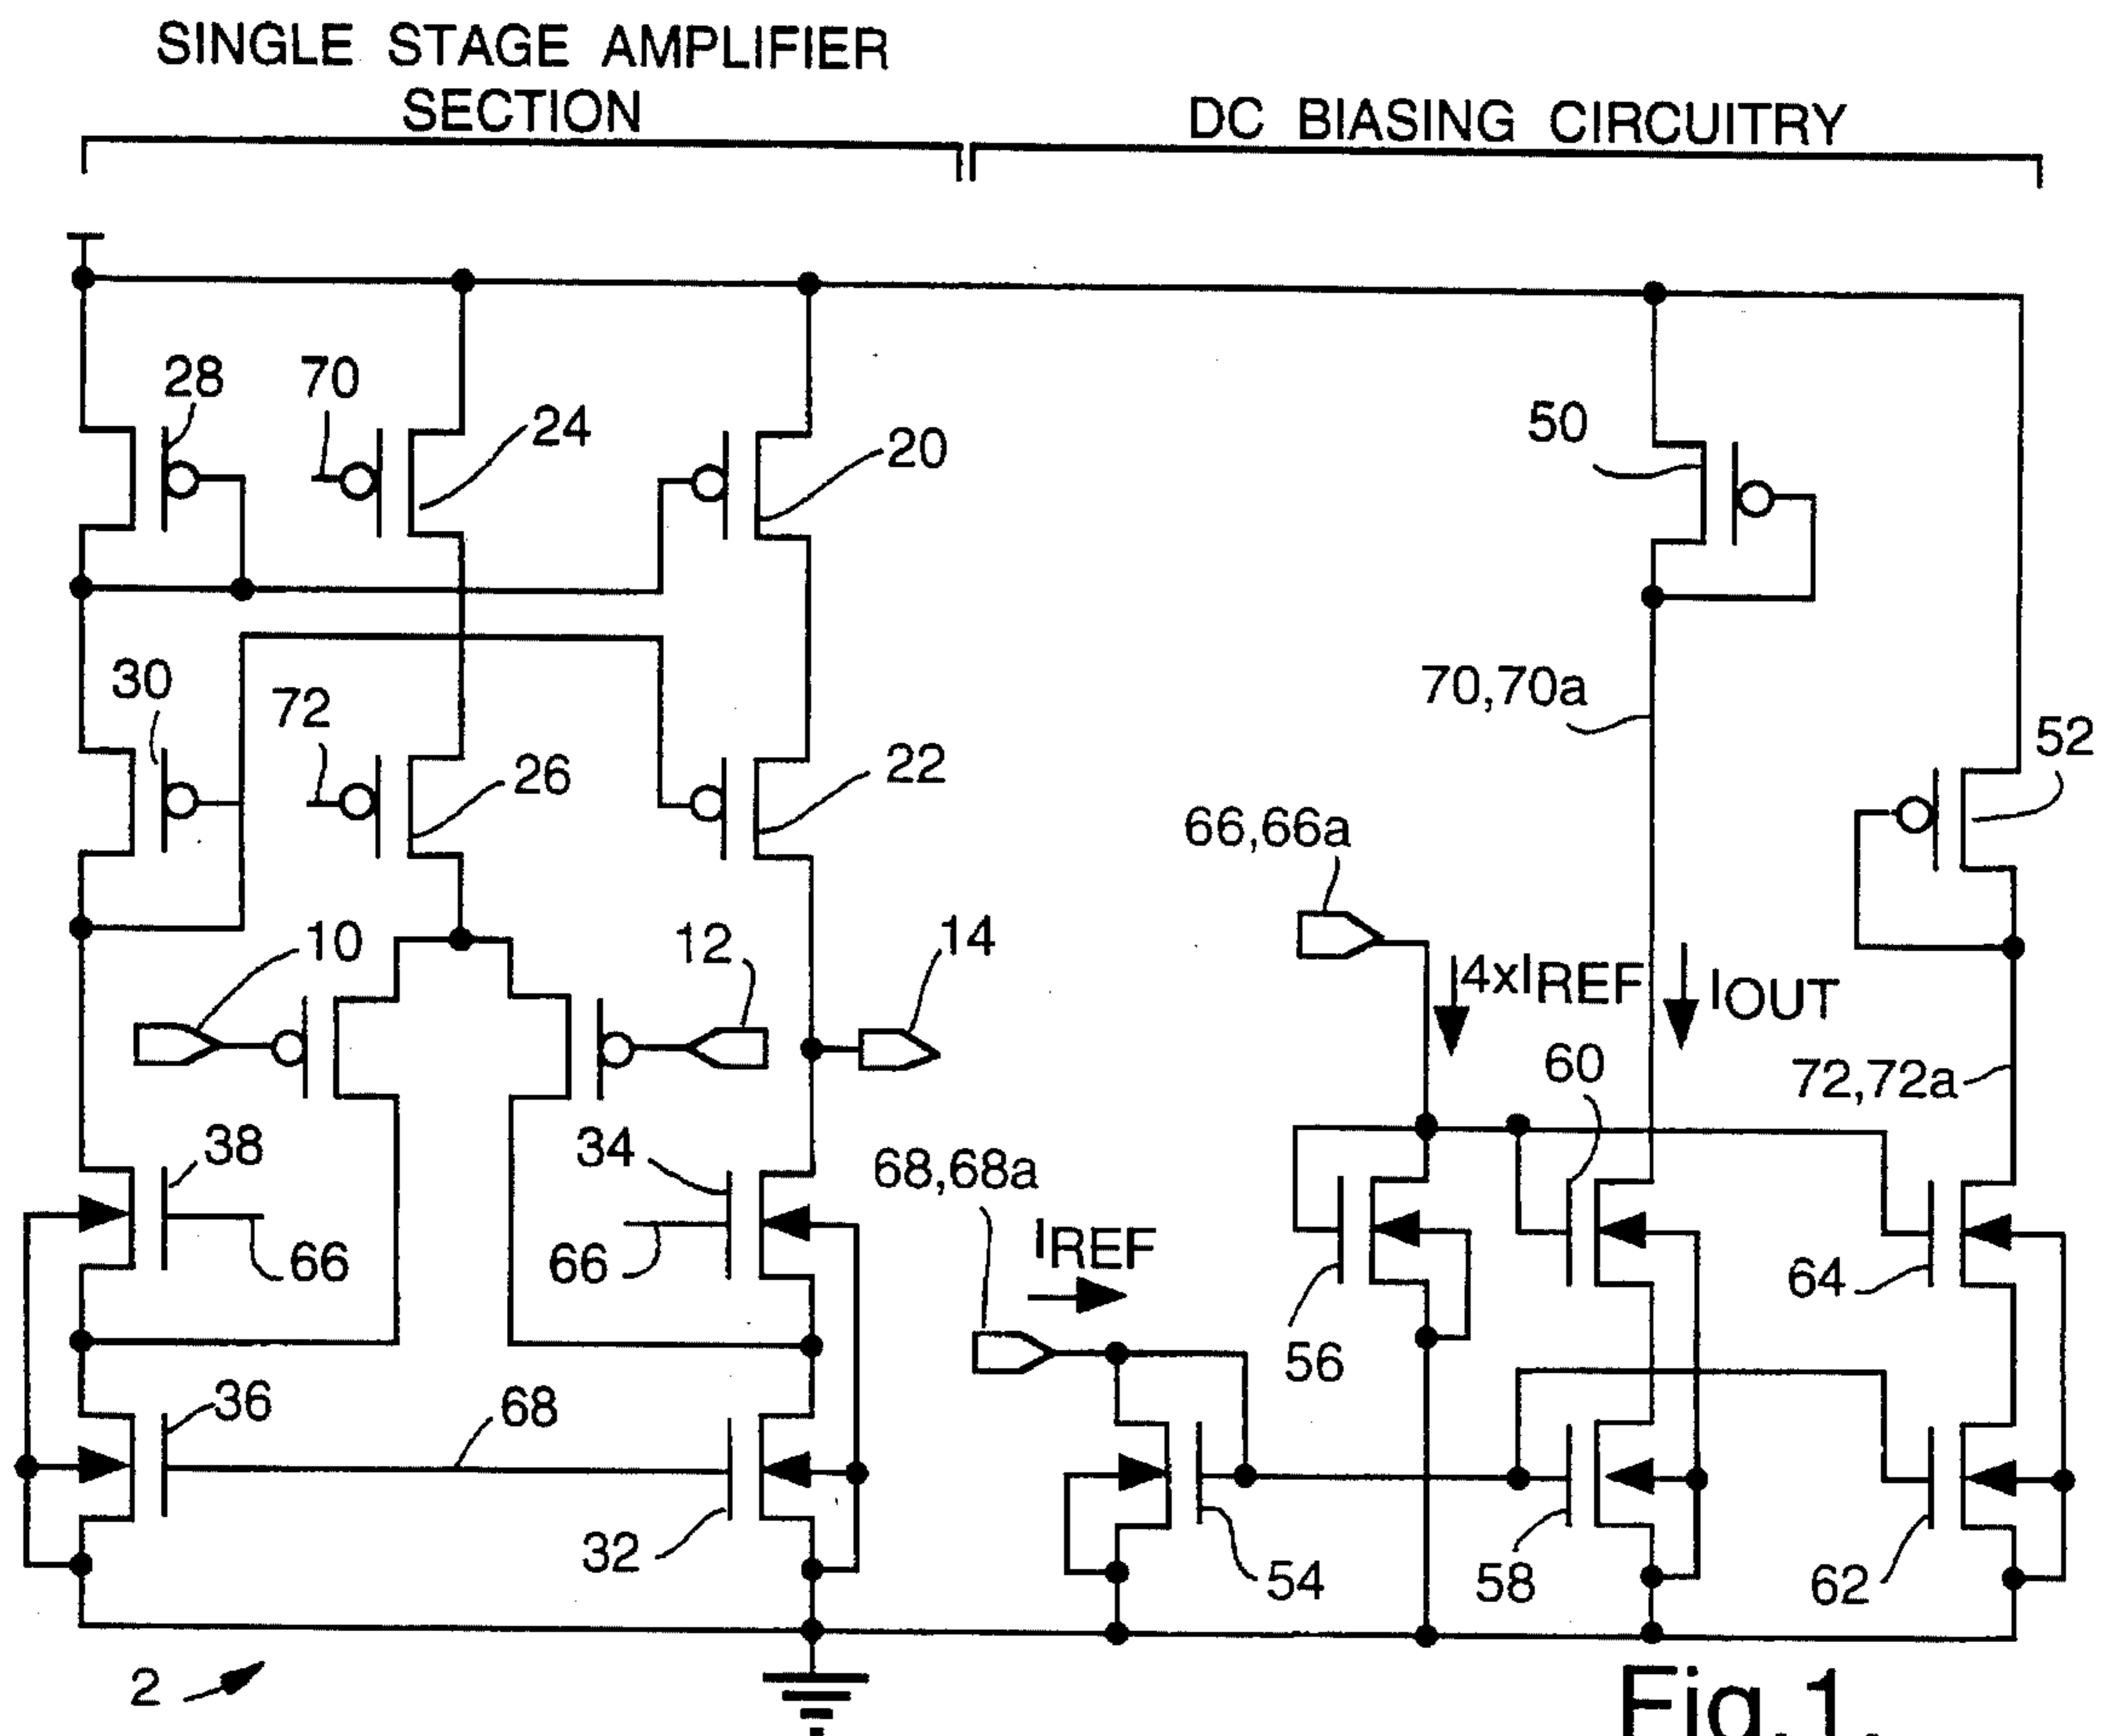 SINGLE STAGE AMPLIFIER
SECTION
DC BIASING CIRCUITRY
28
70
24
20
50
30
72
26
22
70,70a
52
66,66a
10
12
14
4xIREF
IOUT
60
72,72a
38
34
68,68a
66
66
IREF
64
56
36
68
32
54
58
62
2
Fig.1.